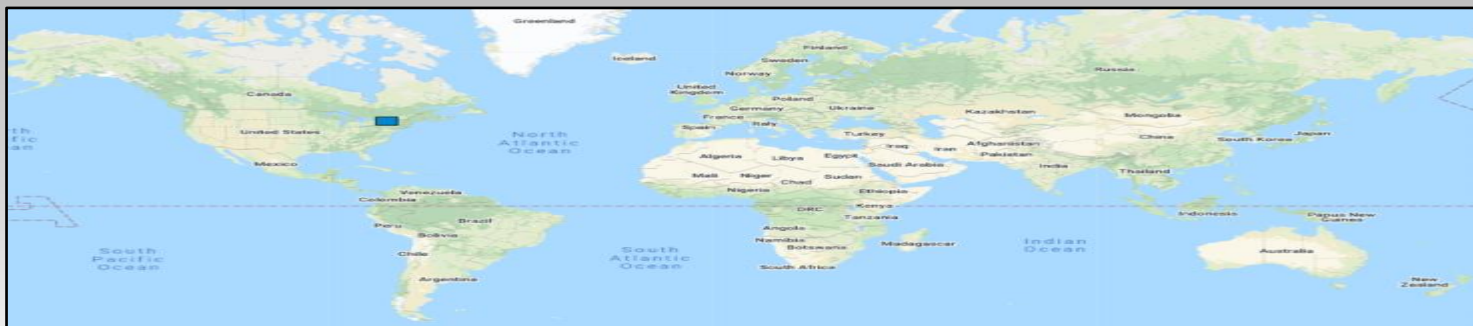 Greenland
Iceland
Finland
Sweden
Norway
Russia
United
Kingdom
Poland
Germany
Ukraine
France
Italy
Spain
Kazakhstan
Mongolia
Canada
United States
Mexico
North
Atlantic
Ocean
Turkey
Iraq
Iran
Afghanistan
Pakistan
China
South Korea
Japan
Algeria
Libya
Egypt
Saudi Arabia
India
Mali
Niger
Chad
Sudan
Thailand
Nigeria
Ethiopia
Venezuela
Colombia
DRC
Kenya
Tanzania
Indonesia
Papua New
Guinea
Peru
Brazil
Bolivia
Angola
Namibia
Botswana
Madagascar
Chile
South Africa
Argentina
South
Pacific
Ocean
South
Atlantic
Ocean
Indian
Ocean
Australia
New
Zealand